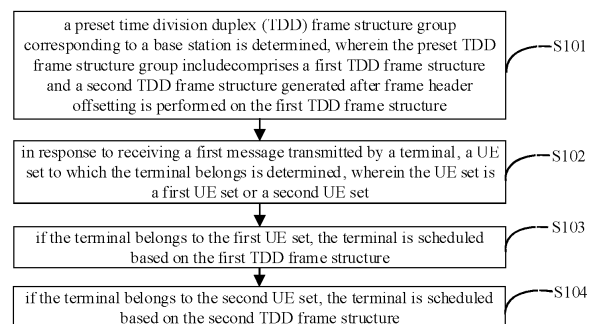 a preset time division duplex (TDD) frame structure group
corresponding to a base station is determined, wherein the preset TDD
frame structure group includecomprises a first TDD frame structure
and a second TDD frame structure generated after frame header
offsetting is performed on the first TDD frame structure
S101
in response to receiving a first message transmitted by a terminal, a UE
set to which the terminal belongs is determined, wherein the UE set is
a first UE set or a second UE set
S102
if the terminal belongs to the first UE set, the terminal is scheduled
based on the first TDD frame structure
S103
if the terminal belongs to the second UE set, the terminal is scheduled
based on the second TDD frame structure
S104